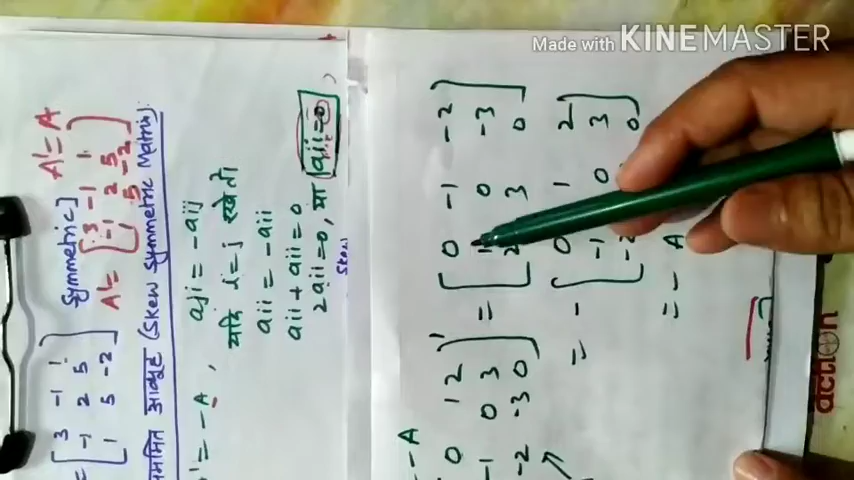 Made with KINEMASTER
[ 3 -1 1
-1 2 5
1 5 -2 ]
Symmetric]
A' = A
A' = [ 3 -1 1
-1 2 5
1 5 -2 ]
आव्यूह (Skew Symmetric Matrix):
' = -A, aji = -aij
यदि i = j रखें तो
aii = -aii
aii + aii = 0
2aii = 0, या aii = 0
Skew
-A
0 1 2 ]'
-1 0 3
-2 -3 0
= [ 0 -1 -2
1 0 -3
2 3 0 ]
= - [ 0 1 2
-1 0 3
-2 0 ]
= -A
action